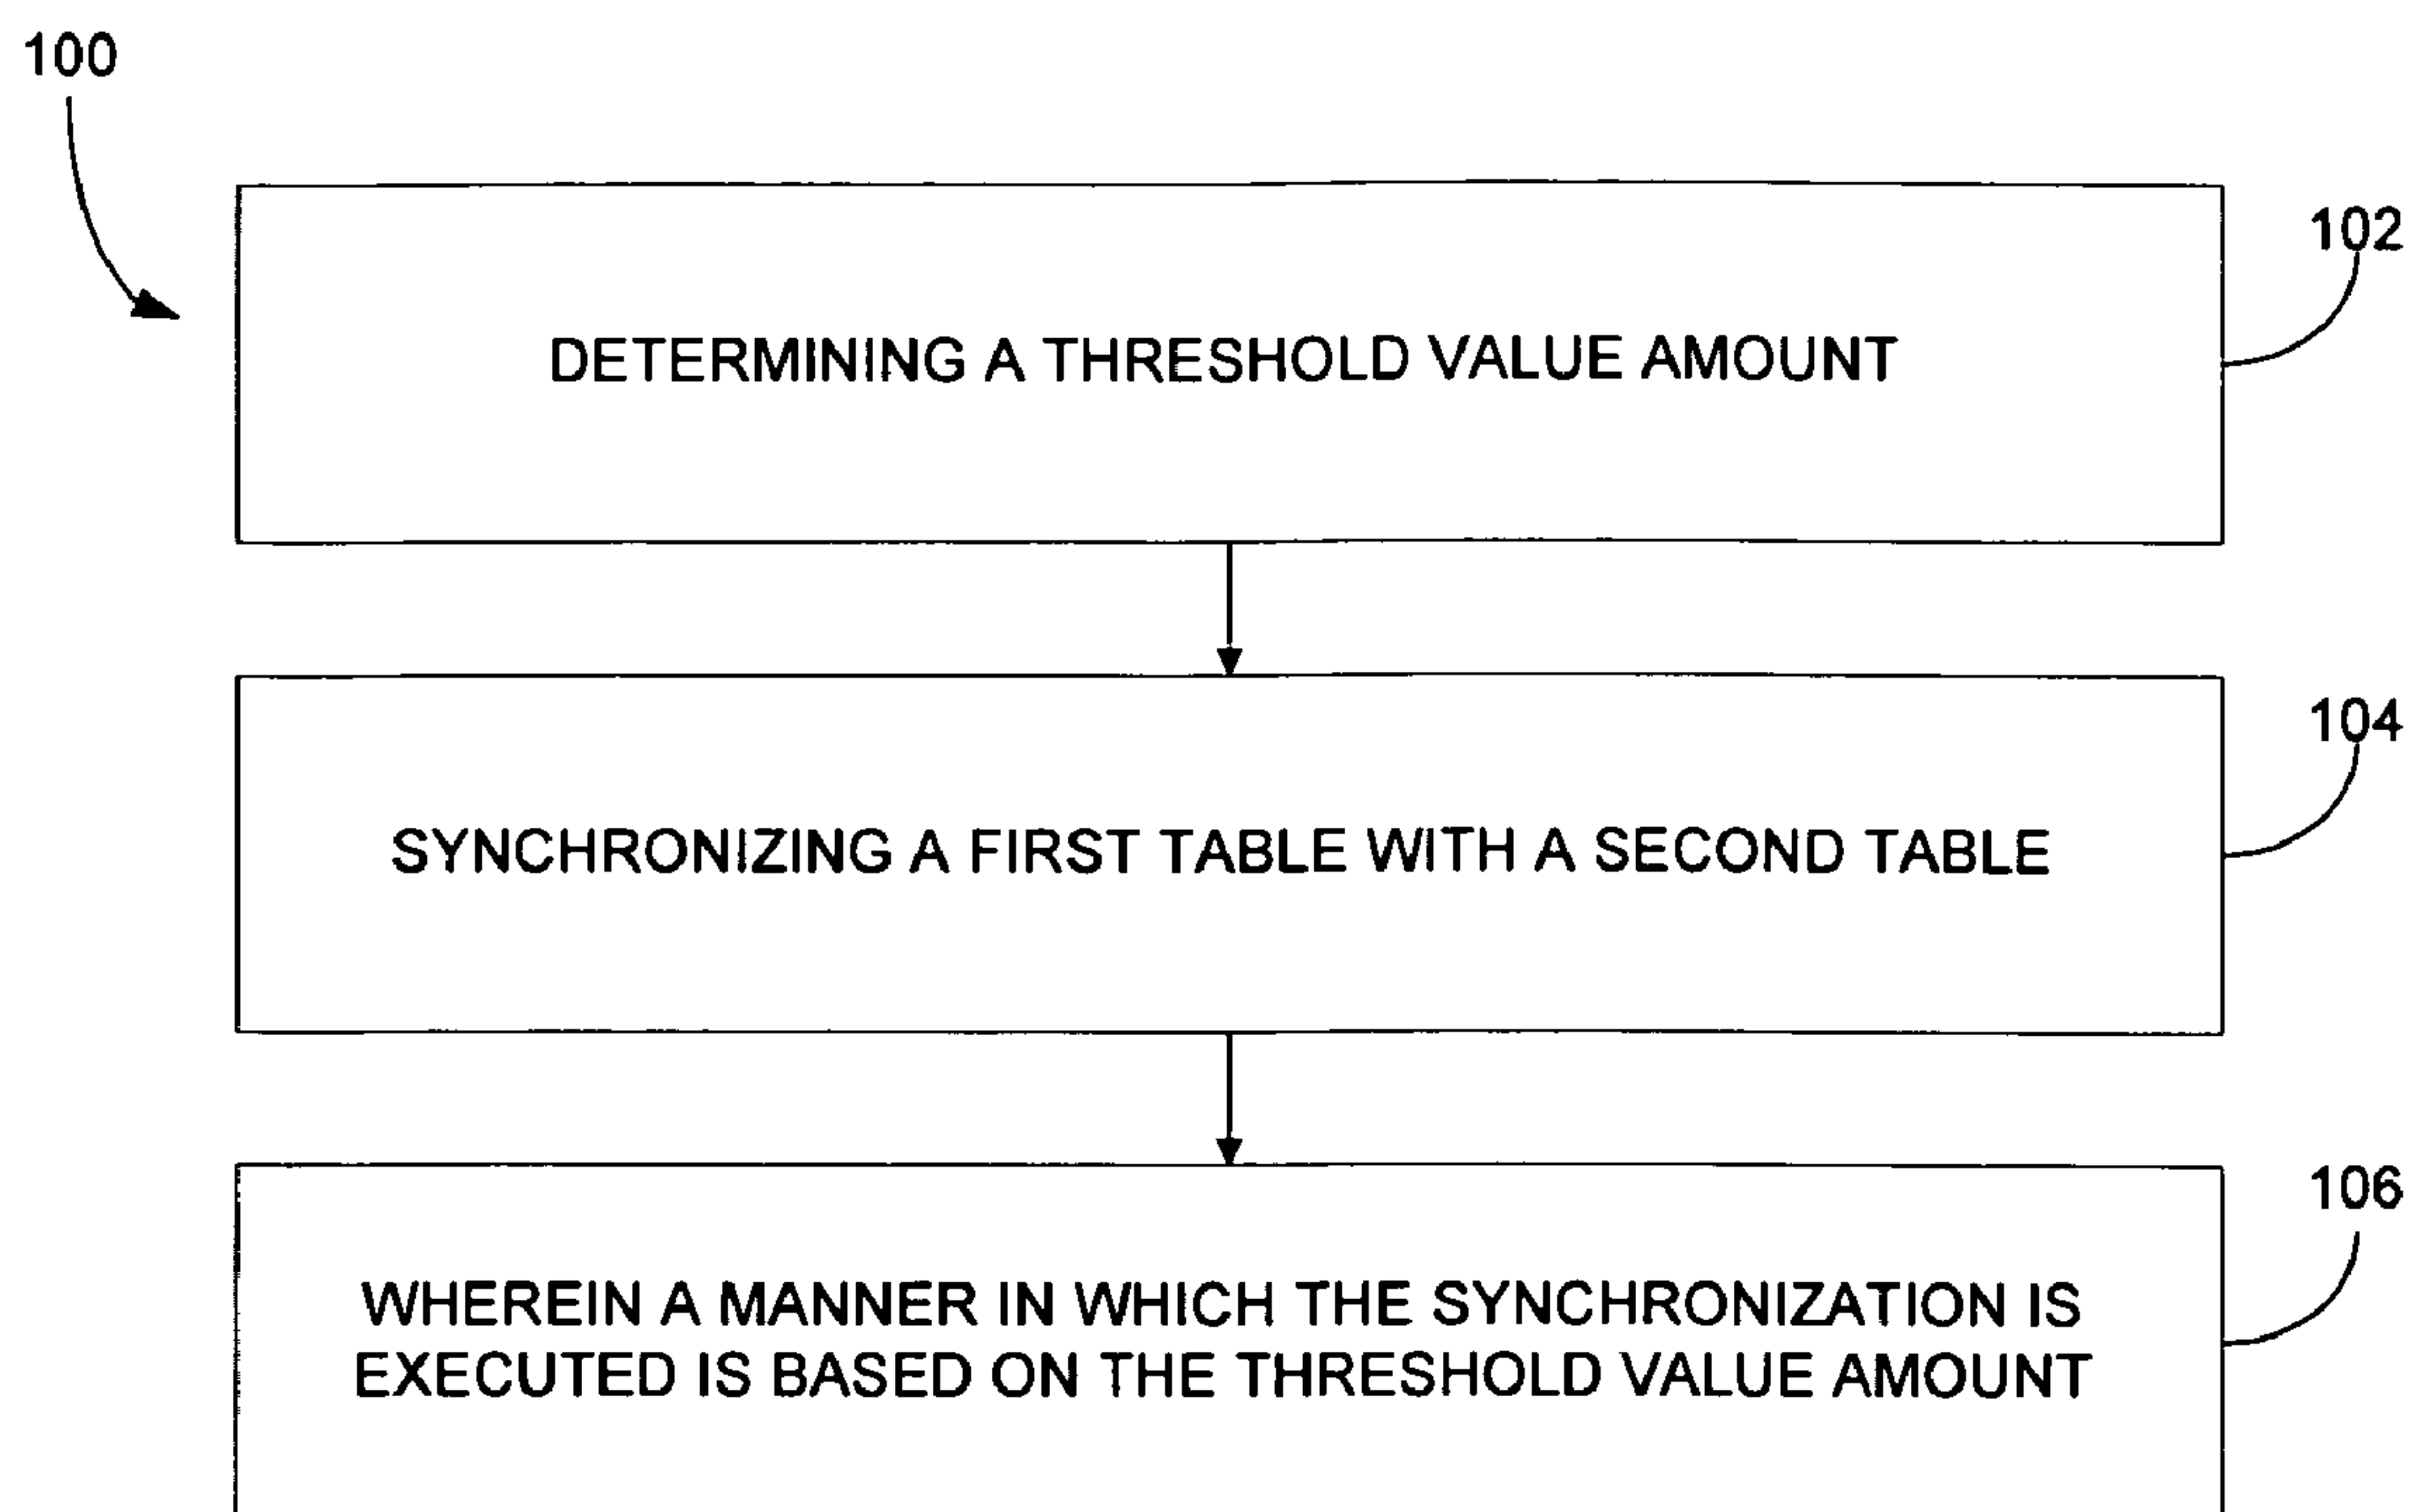 100
102
DETERMINING A THRESHOLD VALUE AMOUNT
104
SYNCHRONIZING A FIRST TABLE WITH A SECOND TABLE
106
WHEREIN A MANNER IN WHICH THE SYNCHRONIZATION IS
EXECUTED IS BASED ON THE THRESHOLD VALUE AMOUNT